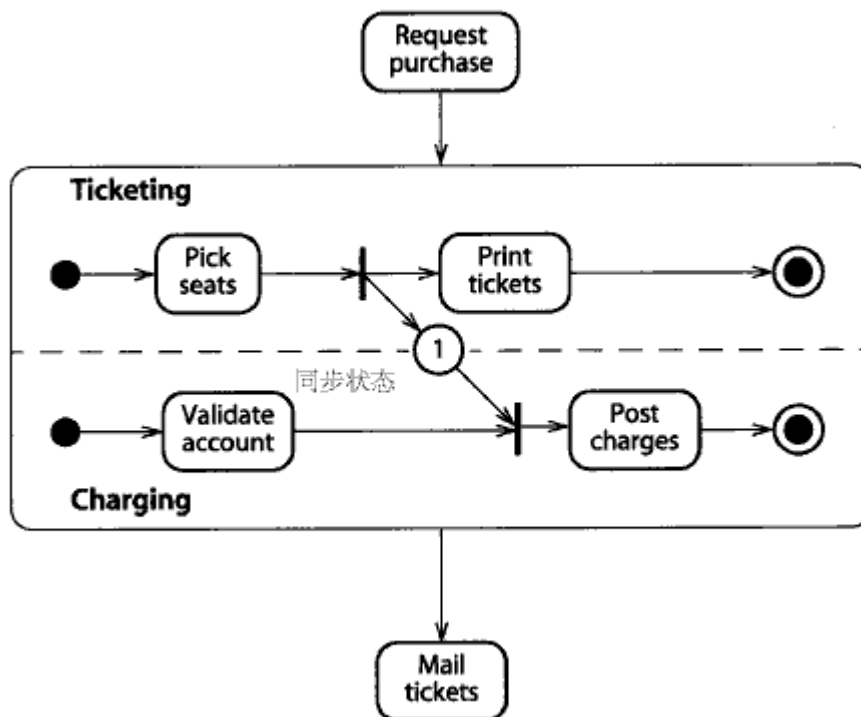 Request
purchase
Ticketing
Pick
seats
Print
tickets
1
同步状态
Validate
account
Post
charges
Charging
Mail
tickets